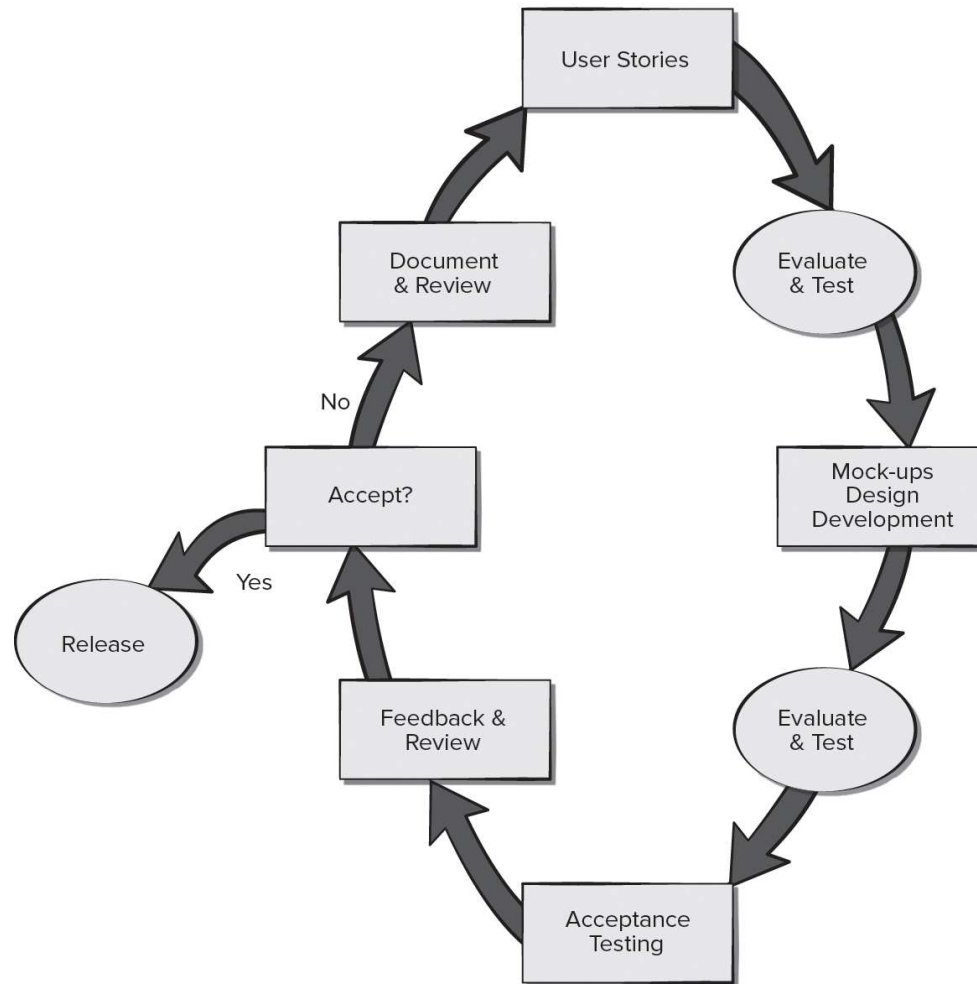 User Stories
Evaluate
& Test
Mock-ups
Design
Development
Evaluate
& Test
Acceptance
Testing
Feedback &
Review
Accept?
Yes
Release
No
Document
& Review